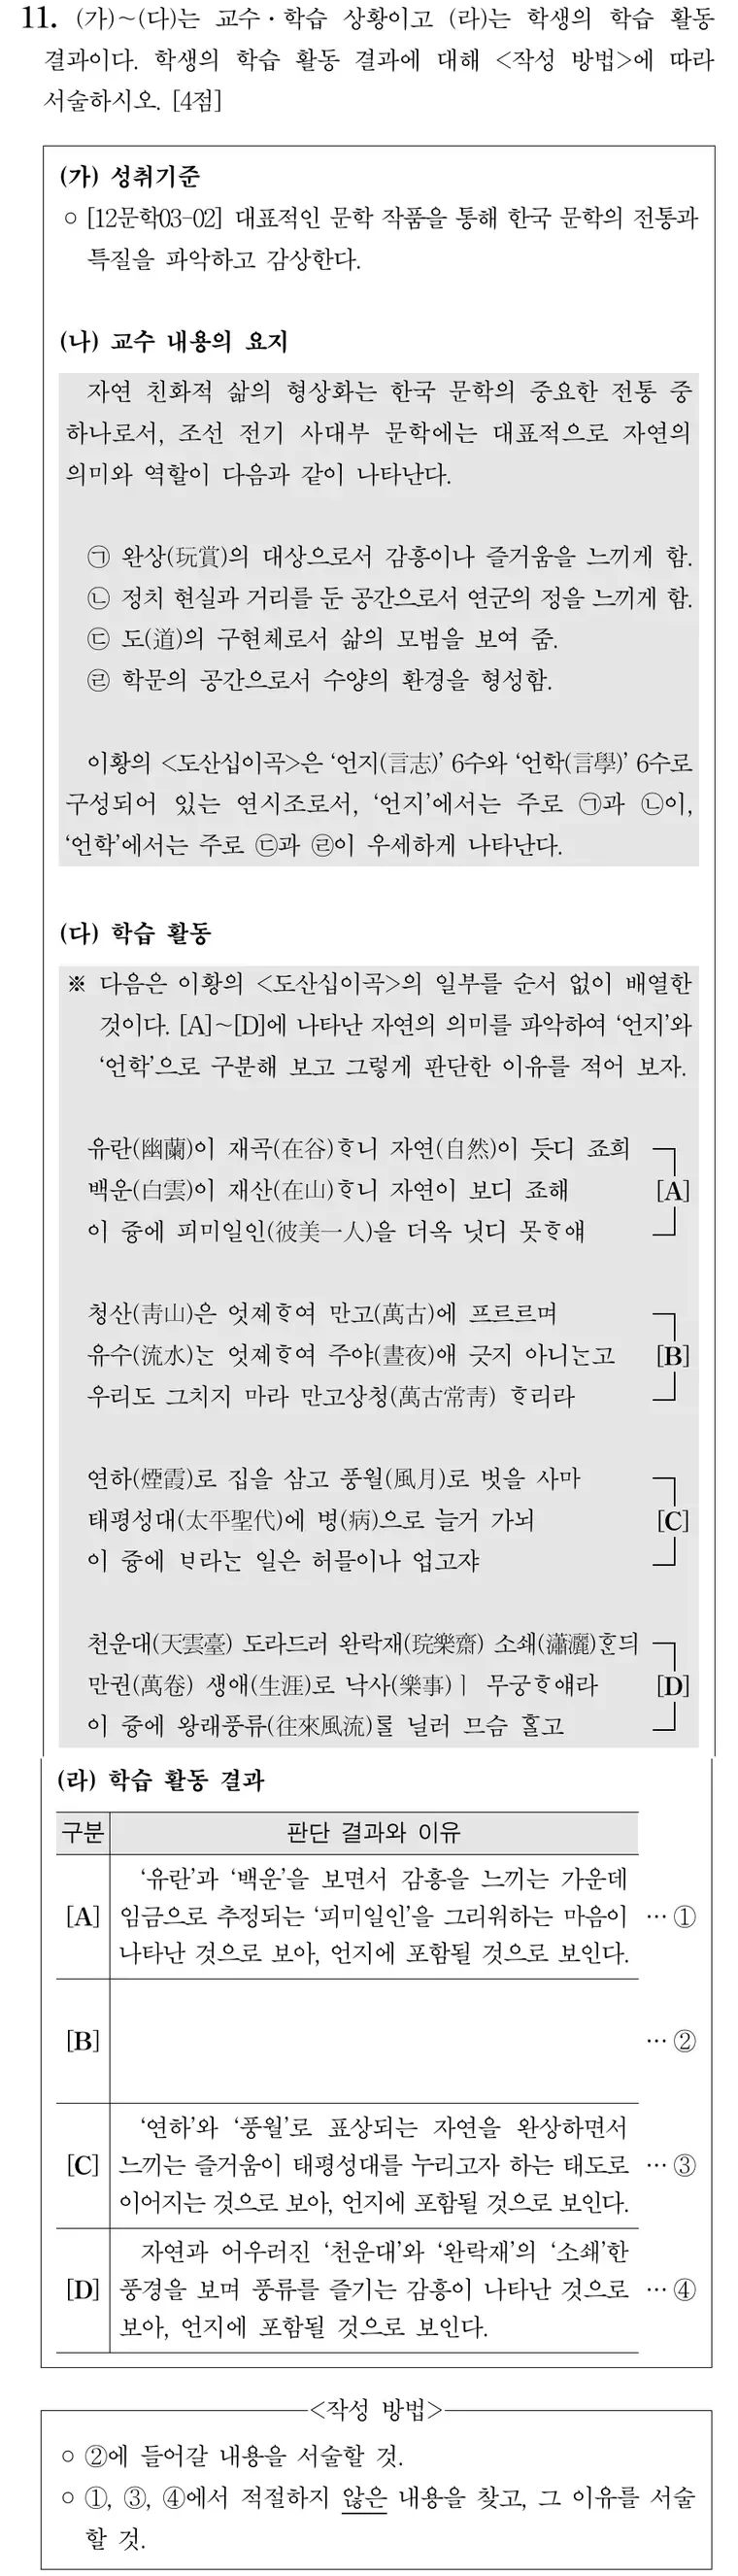 11. (가)~(다)는 교수·학습 상황이고 (라)는 학생의 학습 활동
결과이다. 학생의 학습 활동 결과에 대해 <작성 방법>에 따라
서술하시오. [4점]
(가) 성취기준
○ [12문학03-02] 대표적인 문학 작품을 통해 한국 문학의 전통과
특질을 파악하고 감상한다.
(나) 교수 내용의 요지
자연 친화적 삶의 형상화는 한국 문학의 중요한 전통 중
하나로서, 조선 전기 사대부 문학에는 대표적으로 자연의
의미와 역할이 다음과 같이 나타난다.
㉠ 완상(玩賞)의 대상으로서 감흥이나 즐거움을 느끼게 함.
㉡ 정치 현실과 거리를 둔 공간으로서 연군의 정을 느끼게 함.
㉢ 도(道)의 구현체로서 삶의 모범을 보여 줌.
㉣ 학문의 공간으로서 수양의 환경을 형성함.
이황의 <도산십이곡>은 ‘언지(言志)’ 6수와 ‘언학(言學)’ 6수로
구성되어 있는 연시조로서, ‘언지’에서는 주로 ㉠과 ㉡이,
‘언학’에서는 주로 ㉢과 ㉣이 우세하게 나타난다.
(다) 학습 활동
※ 다음은 이황의 <도산십이곡>의 일부를 순서 없이 배열한
것이다. [A]~[D]에 나타난 자연의 의미를 파악하여 ‘언지’와
‘언학’으로 구분해 보고 그렇게 판단한 이유를 적어 보자.
유란(幽蘭)이 재곡(在谷)ᄒᆞ니 자연(自然)이 듯디 죠희
백운(白雲)이 재산(在山)ᄒᆞ니 자연이 보디 죠해 [A]
이 즁에 피미일인(彼美一人)을 더옥 닛디 못ᄒᆞ얘
청산(靑山)은 엇졔ᄒᆞ여 만고(萬古)에 프르르며
유수(流水)ᄂᆞᆫ 엇졔ᄒᆞ여 주야(晝夜)애 긋지 아니ᄂᆞᆫ고 [B]
우리도 그치지 마라 만고상청(萬古常靑) ᄒᆞ리라
연하(煙霞)로 집을 삼고 풍월(風月)로 벗을 사마
태평성대(太平聖代)에 병(病)으로 늘거 가뇌 [C]
이 즁에 ᄇᆞ라ᄂᆞᆫ 일은 허믈이나 업고쟈
천운대(天雲臺) 도라드러 완락재(玩樂齋) 소쇄(瀟灑)ᄒᆞᆫ듸
만권(萬卷) 생애(生涯)로 낙사(樂事)ㅣ 무궁ᄒᆞ얘라 [D]
이 즁에 왕래풍류(往來風流)를 닐러 므슴 ᄒᆞᆯ고
(라) 학습 활동 결과
구분 판단 결과와 이유
‘유란’과 ‘백운’을 보면서 감흥을 느끼는 가운데
[A] 임금으로 추정되는 ‘피미일인’을 그리워하는 마음이 … ①
나타난 것으로 보아, 언지에 포함될 것으로 보인다.
[B] … ②
‘연하’와 ‘풍월’로 표상되는 자연을 완상하면서
[C] 느끼는 즐거움이 태평성대를 누리고자 하는 태도로 … ③
이어지는 것으로 보아, 언지에 포함될 것으로 보인다.
자연과 어우러진 ‘천운대’와 ‘완락재’의 ‘소쇄’한
[D] 풍경을 보며 풍류를 즐기는 감흥이 나타난 것으로 … ④
보아, 언지에 포함될 것으로 보인다.
<작성 방법>
○ ②에 들어갈 내용을 서술할 것.
○ ①, ③, ④에서 적절하지 않은 내용을 찾고, 그 이유를 서술
할 것.